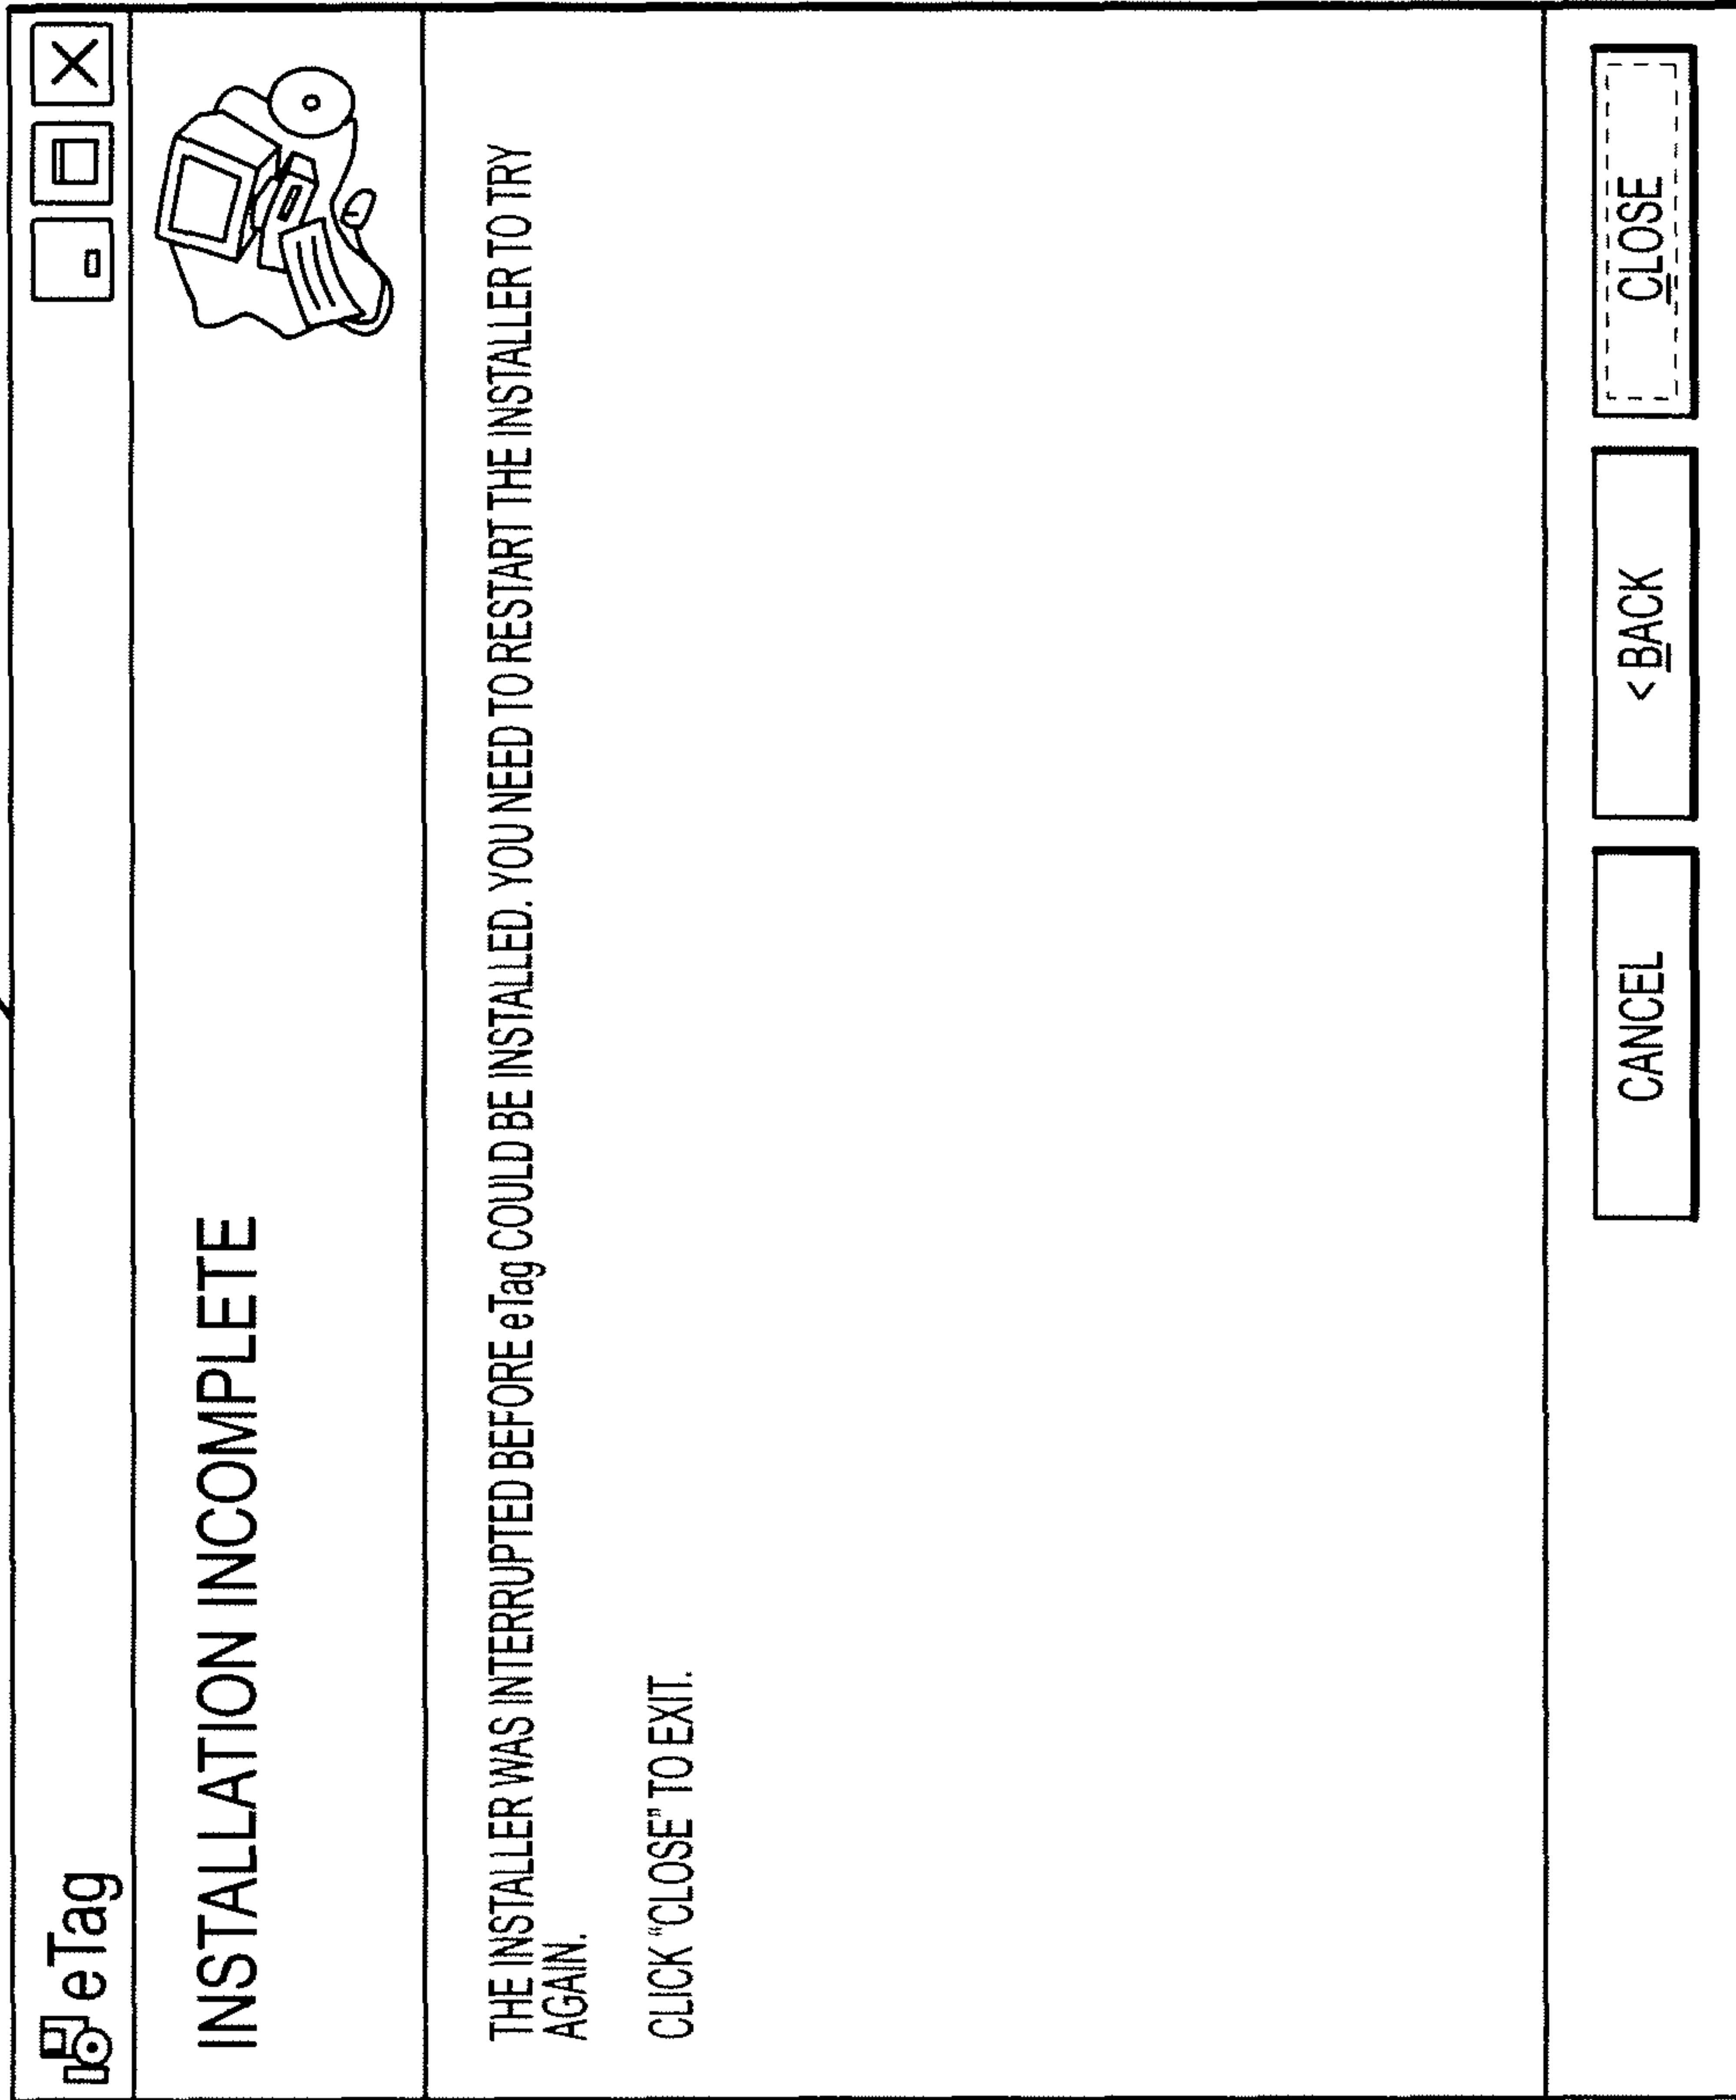 eTag
INSTALLATION INCOMPLETE
THE INSTALLER WAS INTERRUPTED BEFORE eTag COULD BE INSTALLED. YOU NEED TO RESTART THE INSTALLER TO TRY
AGAIN.
CLICK “CLOSE” TO EXIT.
CANCEL
< BACK
CLOSE